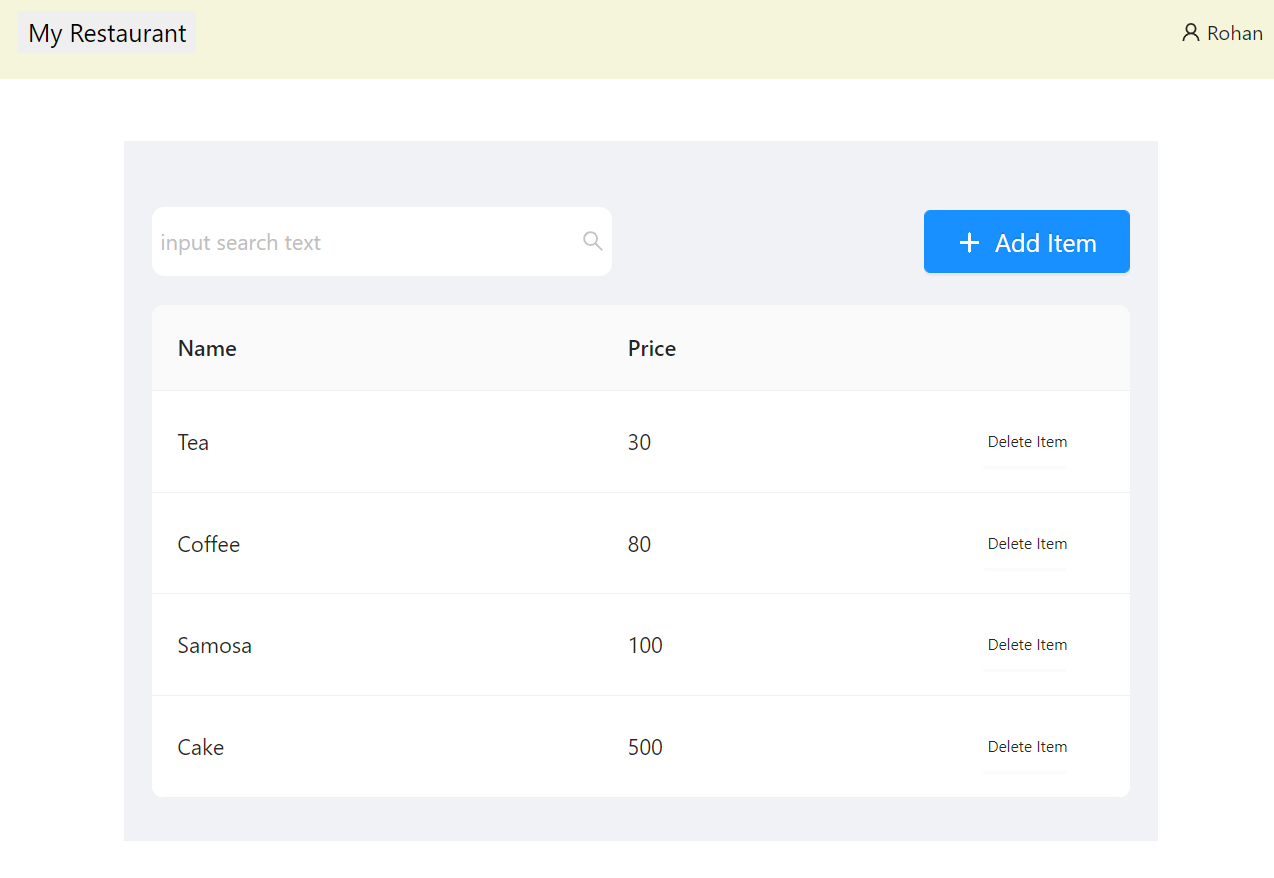 My Restaurant
Rohan
input search text
Add Item
Name Price
Tea 30 Delete Item
Coffee 80 Delete Item
Samosa 100 Delete Item
Cake 500 Delete Item